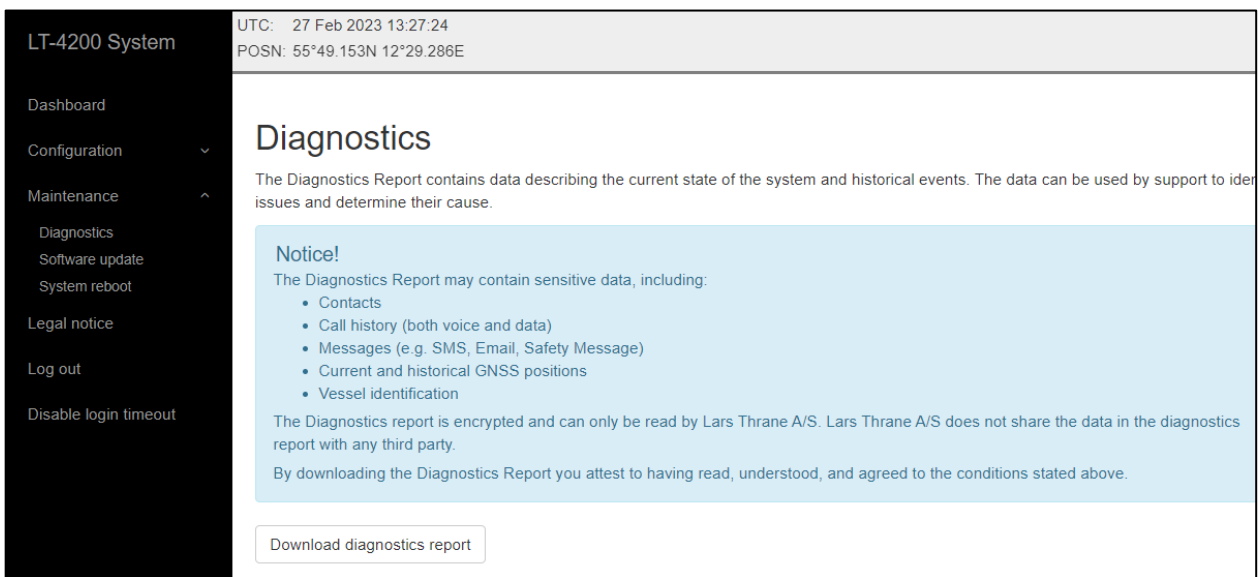 LT-4200 System
Dashboard
Configuration
Maintenance
Diagnostics
Software update
System reboot
Legal notice
Log out
Disable login timeout
UTC: 27 Feb 2023 13:27:24
POSN: 55°49.153N 12°29.286E
Diagnostics
The Diagnostics Report contains data describing the current state of the system and historical events. The data can be used by support to
issues and determine their cause.
Notice!
The Diagnostics Report may contain sensitive data, including:
• Contacts
• Call history (both voice and data)
• Messages (e.g. SMS, Email, Safety Message)
• Current and historical GNSS positions
• Vessel identification
The Diagnostics report is encrypted and can only be read by Lars Thrane A/S. Lars Thrane A/S does not share the data in the diagnostics
report with any third party.
By downloading the Diagnostics Report you attest to having read, understood, and agreed to the conditions stated above.
Download diagnostics report